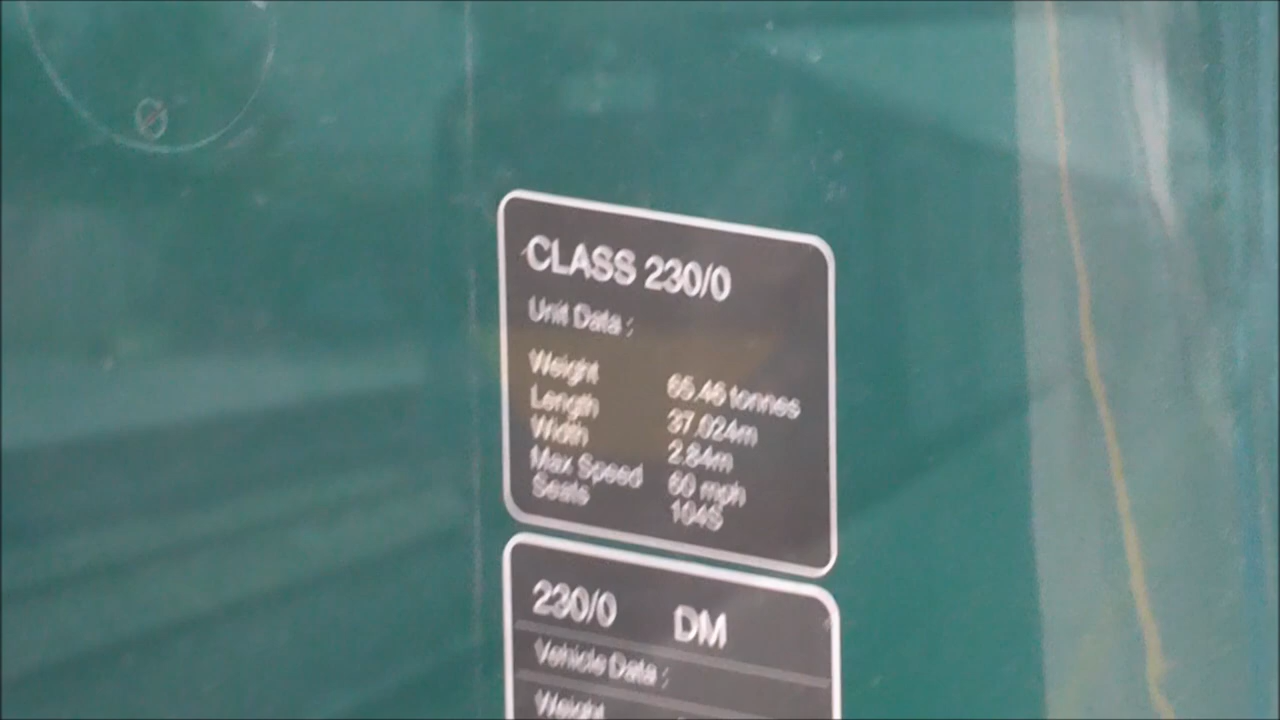 CLASS 230/0
Unit Data :
Weight 65.46 tonnes
Length 37.024m
Width 2.84m
Max Speed 60 mph
Seats 104S
230/0 DM
Vehicle Data :
Weight